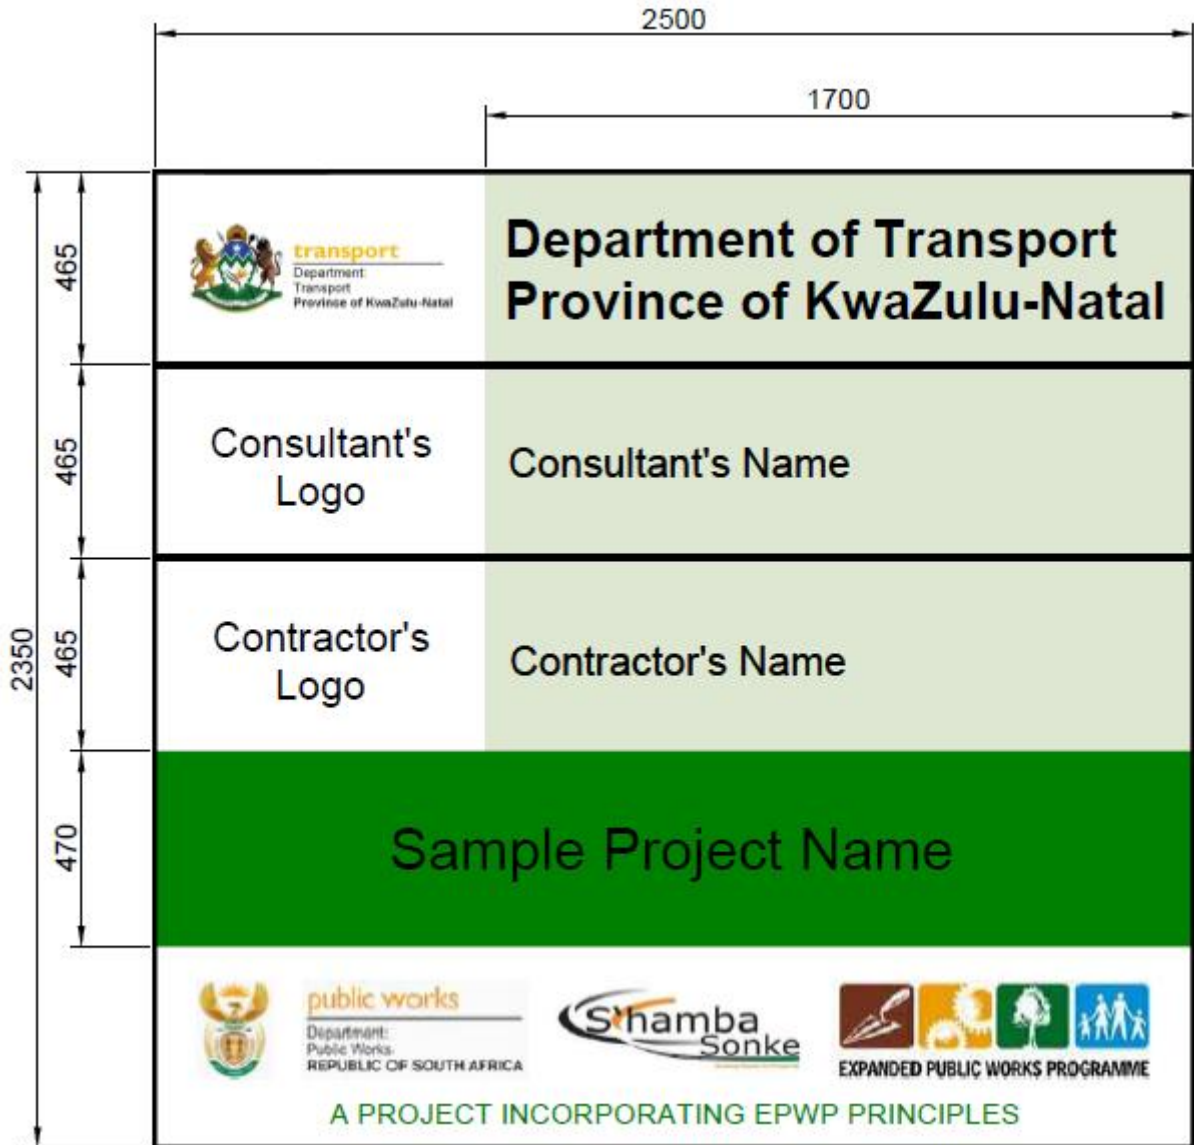 2500
1700
465
transport
Department
Transport
Province of KwaZulu-Natal
Department of Transport
Province of KwaZulu-Natal
465
Consultant's
Logo
Consultant's Name
2350
465
Contractor's
Logo
Contractor's Name
470
Sample Project Name
public works
Department:
Public Works
REPUBLIC OF SOUTH AFRICA
S'hamba
Sonke
EXPANDED PUBLIC WORKS PROGRAMME
A PROJECT INCORPORATING EPWP PRINCIPLES